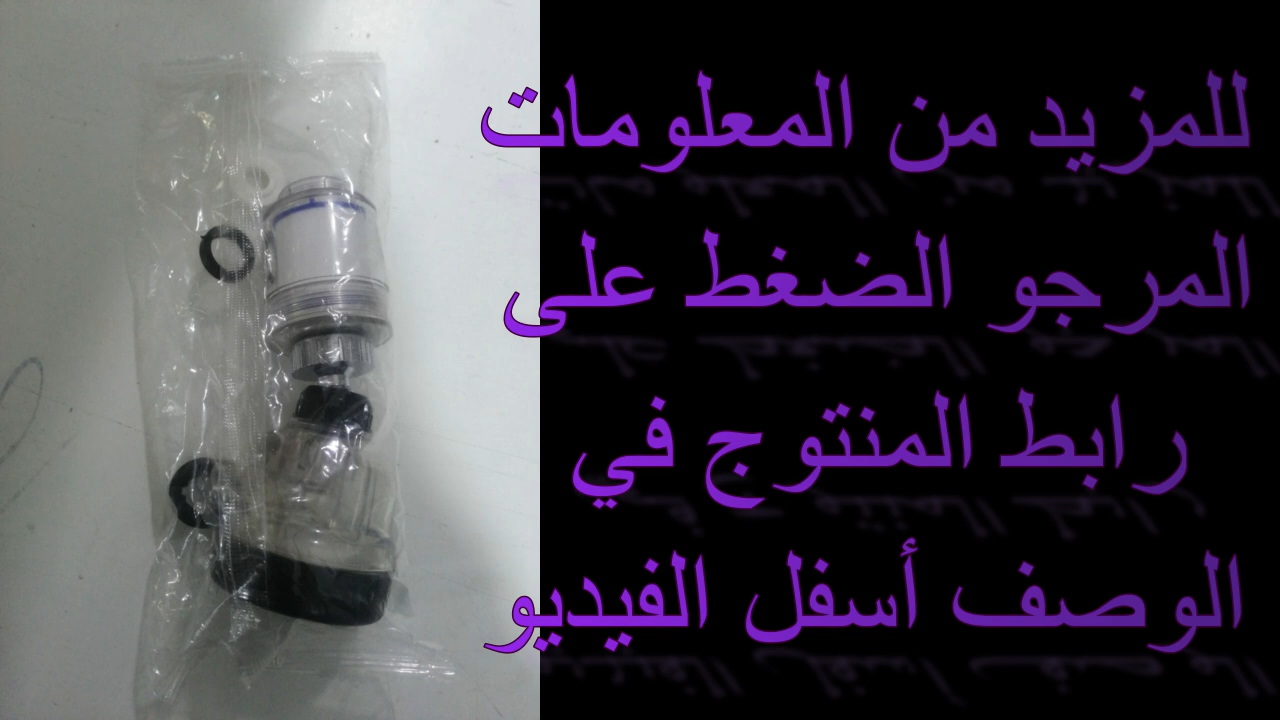 للمزيد من المعلومات
المرجو الضغط على
رابط المنتوج في
الوصف أسفل الفيديو